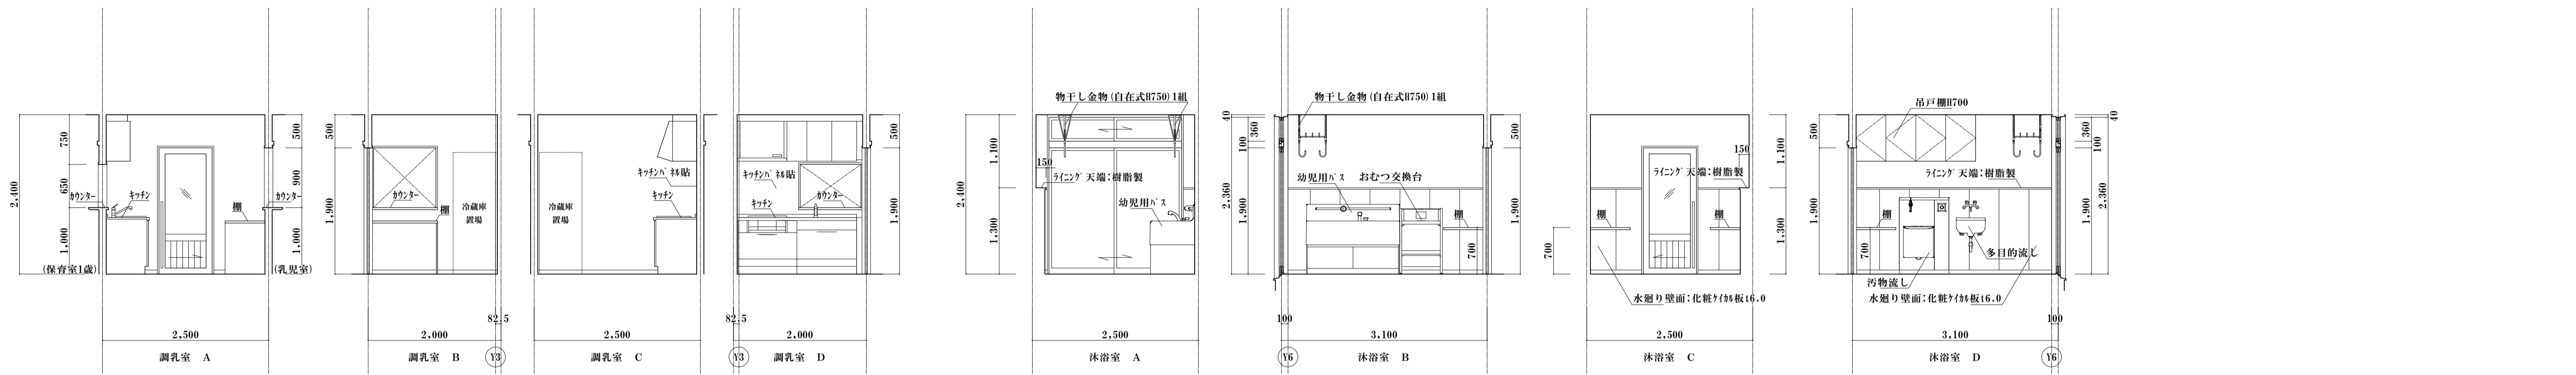 2,400
750
650
1,000
カウンター
キッチン
棚
500
900
カウンター
1,000
(保育室1歳)
(乳児室)
2,500
調乳室 A
500
1,900
カウンター
棚
冷蔵庫
置場
82.5
2,000
調乳室 B
Y3
冷蔵庫
置場
キッチンパネル貼
キッチン
2,500
調乳室 C
キッチンパネル貼
カウンター
キッチン
500
1,900
82.5
2,000
Y3
調乳室 D
物干し金物(自在式H750)1組
2,400
1,100
1,300
150
ライニング天端:樹脂製
幼児用バス
2,500
沐浴室 A
物干し金物(自在式H750)1組
40
360
100
2,360
1,900
幼児用バス
おむつ交換台
棚
700
500
1,900
100
3,100
Y6
沐浴室 B
150
ライニング天端:樹脂製
棚
棚
700
1,100
1,300
水廻り壁面:化粧ケイカル板t6.0
2,500
沐浴室 C
吊戸棚H700
500
1,900
ライニング天端:樹脂製
棚
700
多目的流し
汚物流し
水廻り壁面:化粧ケイカル板t6.0
40
360
100
2,360
1,900
100
3,100
沐浴室 D
Y6